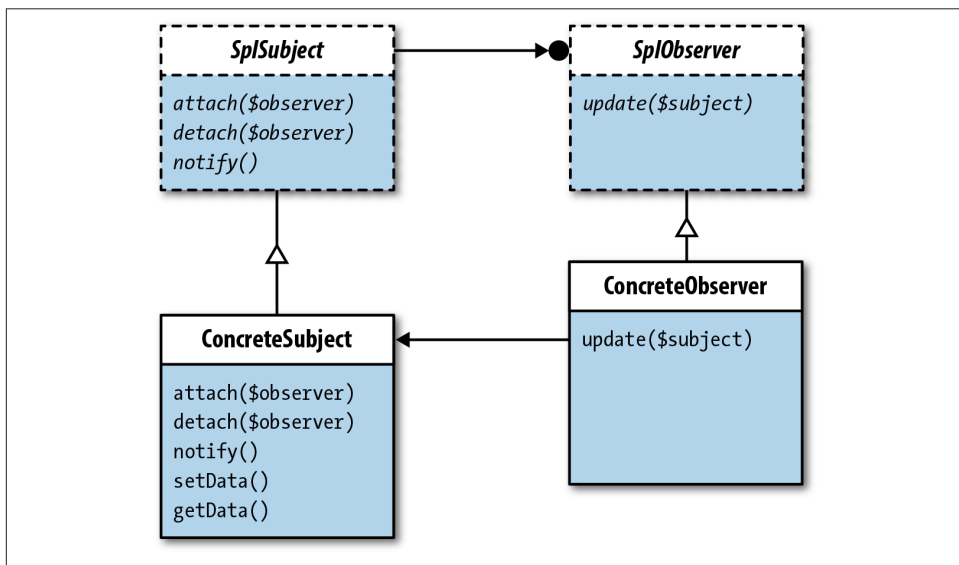 SplSubject
attach($observer)
detach($observer)
notify()
SplObserver
update($subject)
ConcreteSubject
attach($observer)
detach($observer)
notify()
setData()
getData()
ConcreteObserver
update($subject)